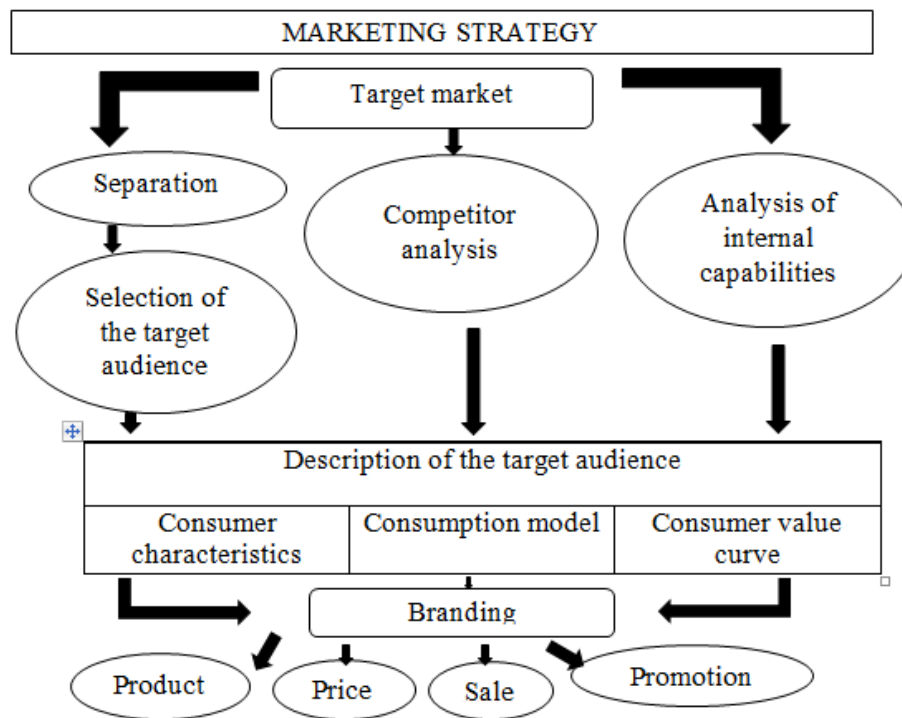 MARKETING STRATEGY
Target market
Separation
Competitor
analysis
Analysis of
internal
capabilities
Selection of
the target
audience
Description of the target audience
Consumer
characteristics
Consumption model
Consumer value
curve
Branding
Product
Price
Sale
Promotion